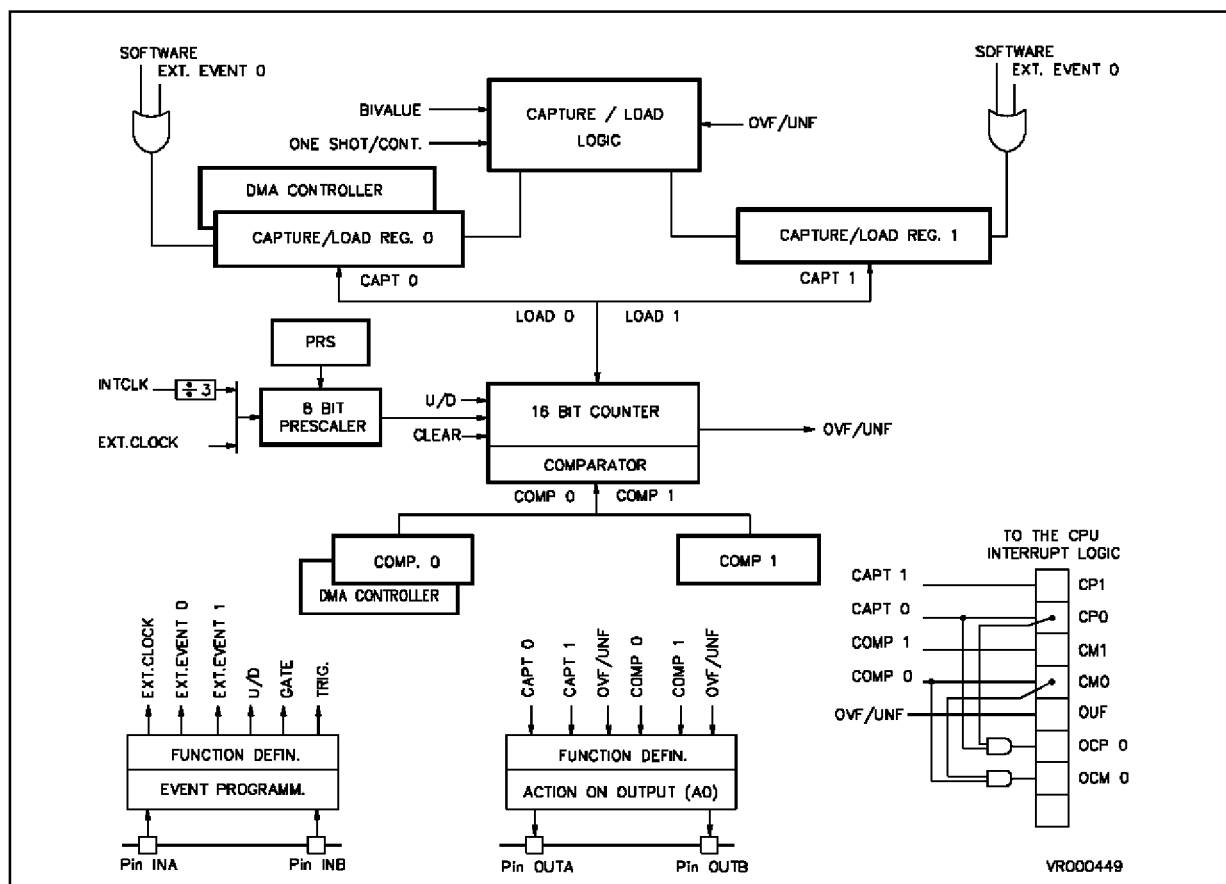 SOFTWARE
EXT. EVENT 0
SOFTWARE
EXT. EVENT 0
BIVALUE
ONE SHOT/CONT.
CAPTURE / LOAD
LOGIC
OVF/UNF
DMA CONTROLLER
CAPTURE/LOAD REG. 0
CAPTURE/LOAD REG. 1
CAPT 0
CAPT 1
LOAD 0
LOAD 1
PRS
INTCLK
÷ 3
8 BIT
PRESCALER
EXT.CLOCK
U/D
CLEAR
16 BIT COUNTER
COMPARATOR
OVF/UNF
COMP 0
COMP 1
COMP. 0
DMA CONTROLLER
COMP 1
TO THE CPU
INTERRUPT LOGIC
CAPT 1
CP1
CAPT 0
CP0
COMP 1
CM1
COMP 0
CM0
OVF/UNF
OUF
OCP 0
OCM 0
EXT.CLOCK
EXT.EVENT 0
EXT.EVENT 1
U/D
GATE
TRIG.
FUNCTION DEFIN.
EVENT PROGRAMM.
Pin INA
Pin INB
CAPT 0
CAPT 1
OVF/UNF
COMP 0
COMP 1
OVF/UNF
FUNCTION DEFIN.
ACTION ON OUTPUT (AO)
Pin OUTA
Pin OUTB
VR000449